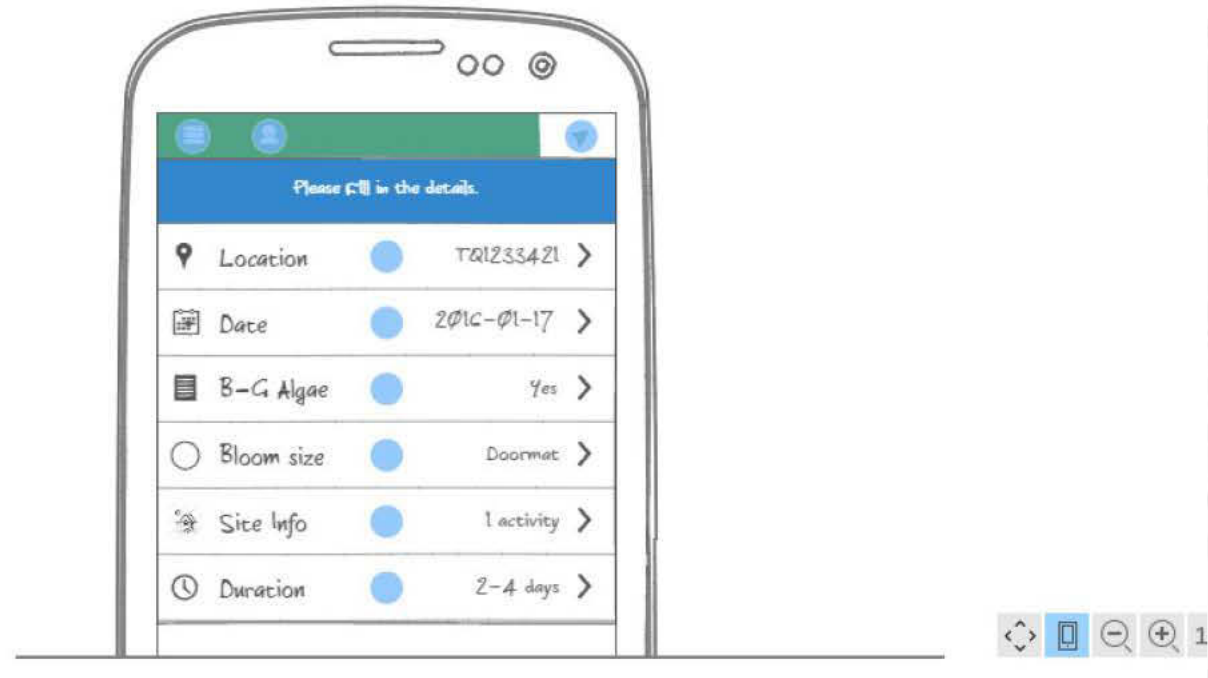 Please fill in the details.
Location TQ1233421
Date 2016-01-17
B-G Algae Yes
Bloom size Doormat
Site Info 1 activity
Duration 2-4 days
1